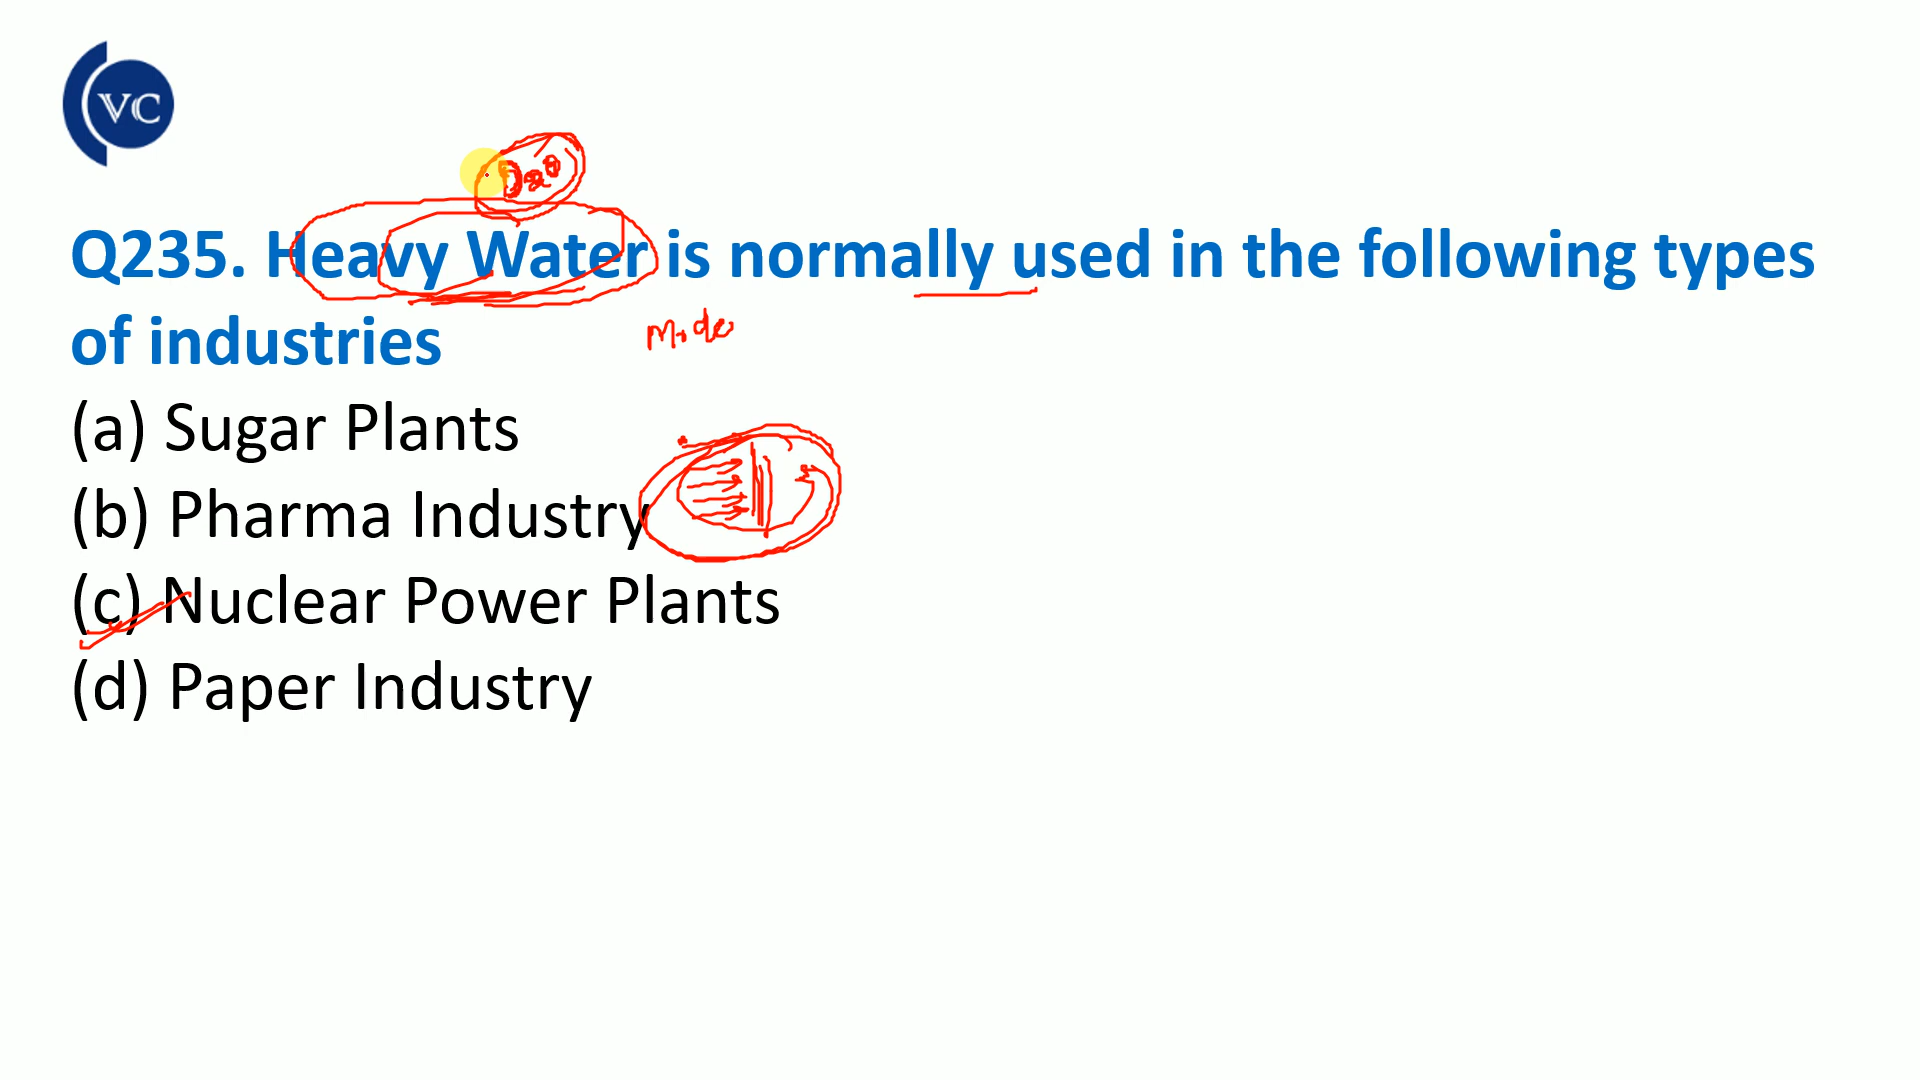 VC
D2O
Q235. Heavy Water is normally used in the following types
of industries
Mode
(a) Sugar Plants
(b) Pharma Industry
(c) Nuclear Power Plants
(d) Paper Industry